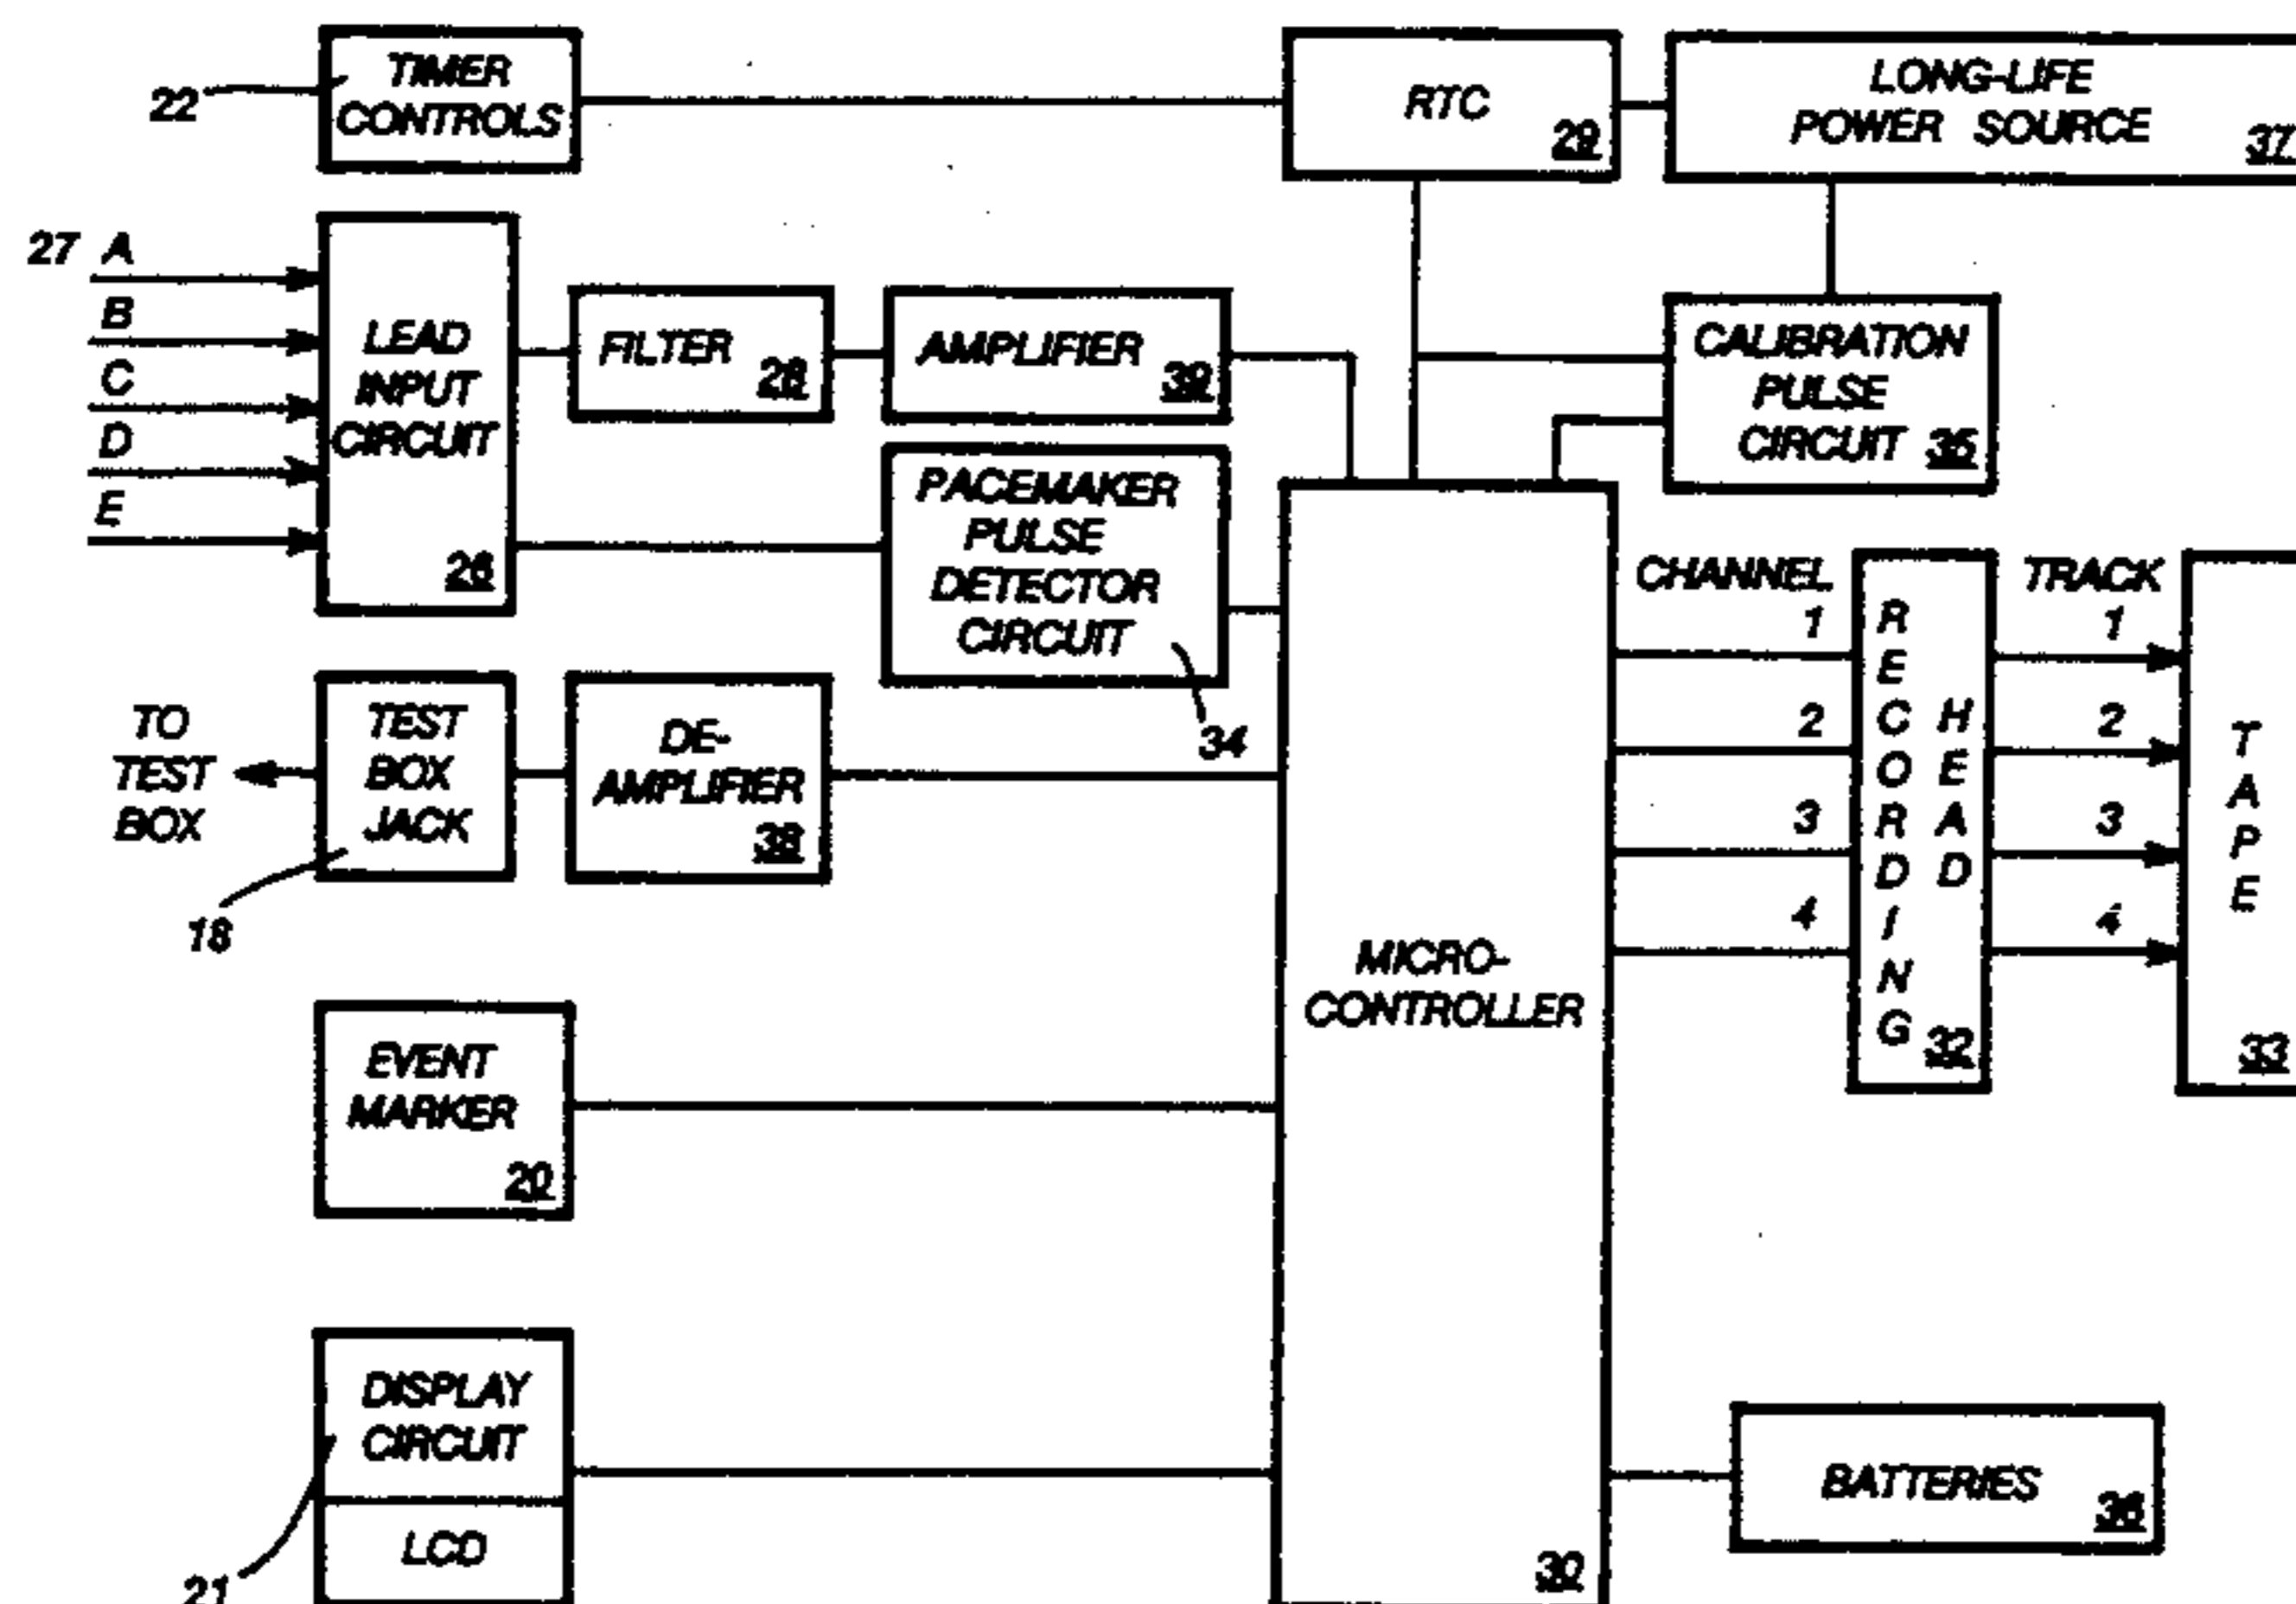 TIMER
CONTROLS
22
RTC
29
LONG-LIFE
POWER SOURCE
37
27 A
B
C
D
E
LEAD
INPUT
CIRCUIT
26
FILTER
28
AMPLIFIER
39
CALIBRATION
PULSE
CIRCUIT 35
PACEMAKER
PULSE
DETECTOR
CIRCUIT
34
TO
TEST
BOX
TEST
BOX
JACK
18
DE-
AMPLIFIER
38
CHANNEL
1
2
3
4
RECORDING
HEAD
32
TRACK
1
2
3
4
TAPE
33
MICRO-
CONTROLLER
30
EVENT
MARKER
20
DISPLAY
CIRCUIT
LCD
21
BATTERIES
36